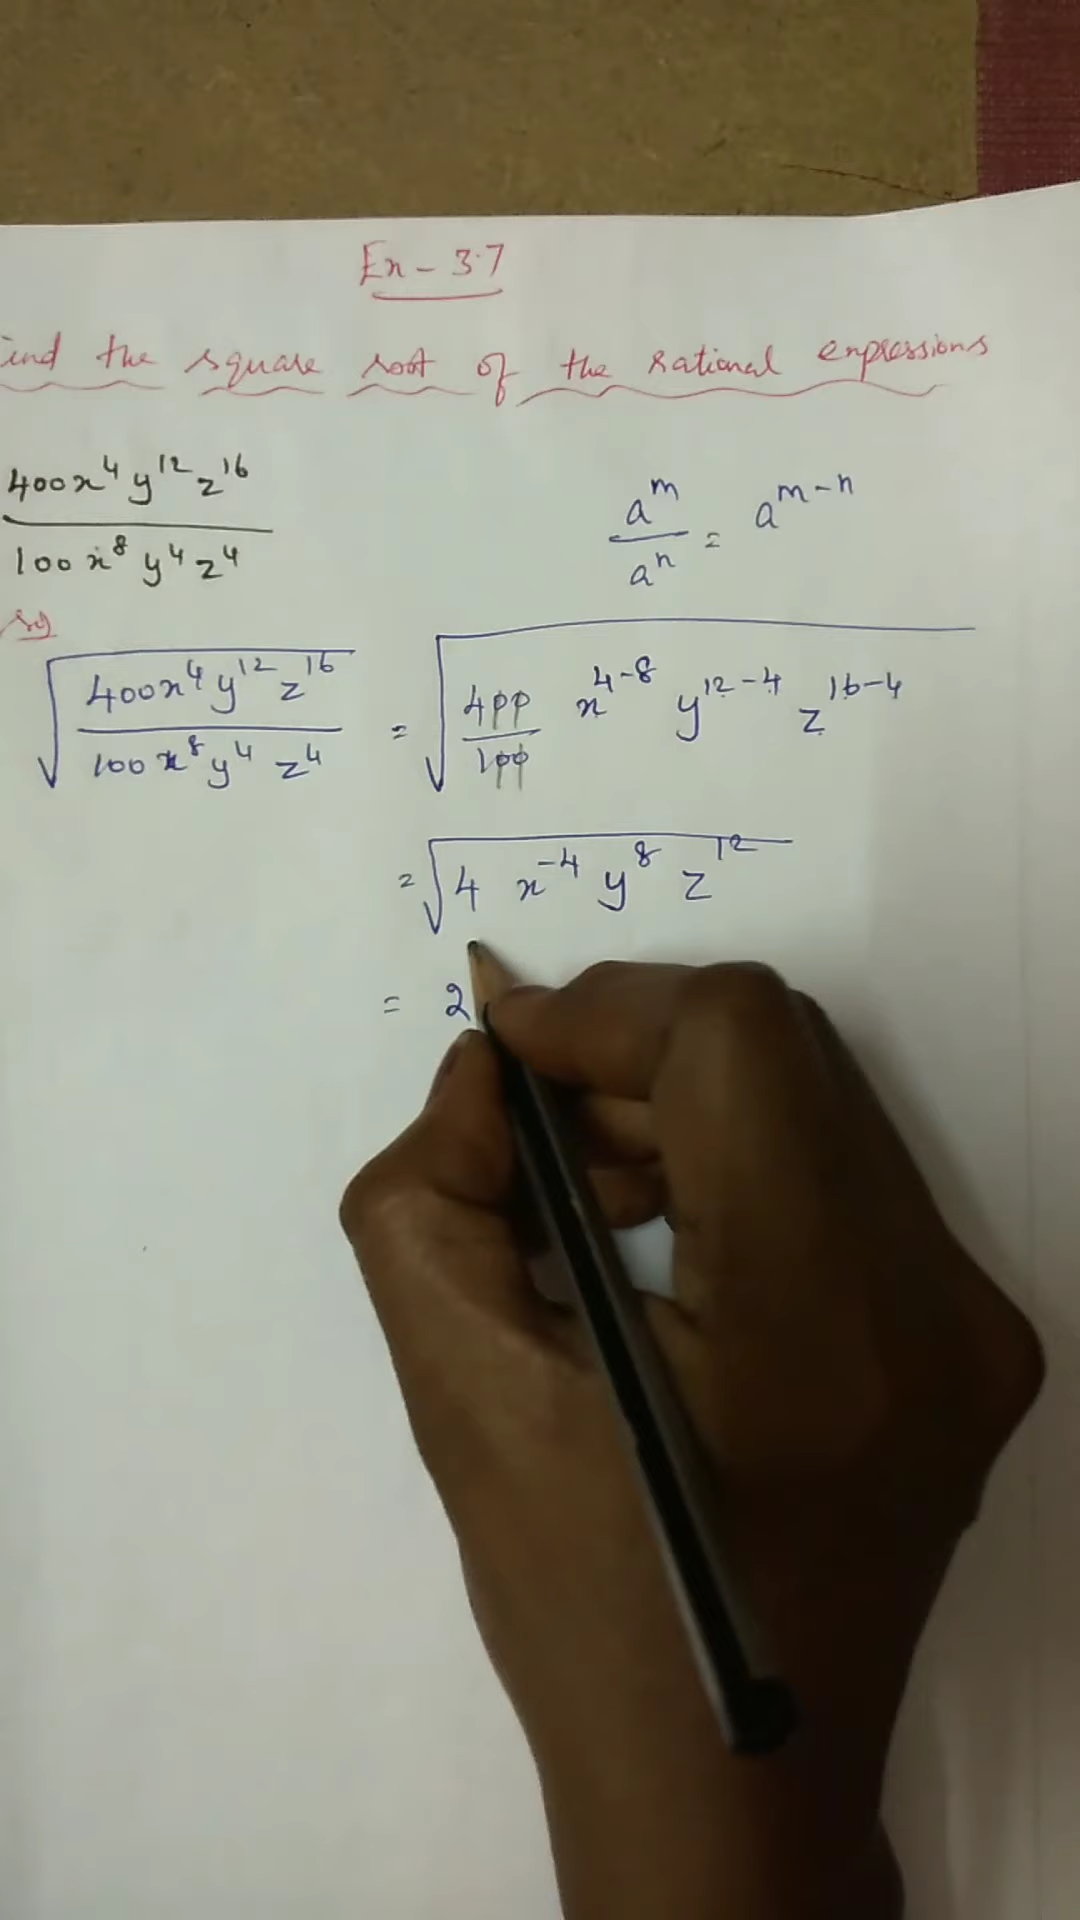 Ex - 3.7
ind the square root of the rational expressions
400x⁴y¹²z¹⁶ / 100x⁸y⁴z⁴
aᵐ / aⁿ = aᵐ⁻ⁿ
√(400x⁴y¹²z¹⁶ / 100x⁸y⁴z⁴) = √(400/100 x⁴⁻⁸ y¹²⁻⁴ z¹⁶⁻⁴)
= √(4 x⁻⁴ y⁸ z¹²)
= 2